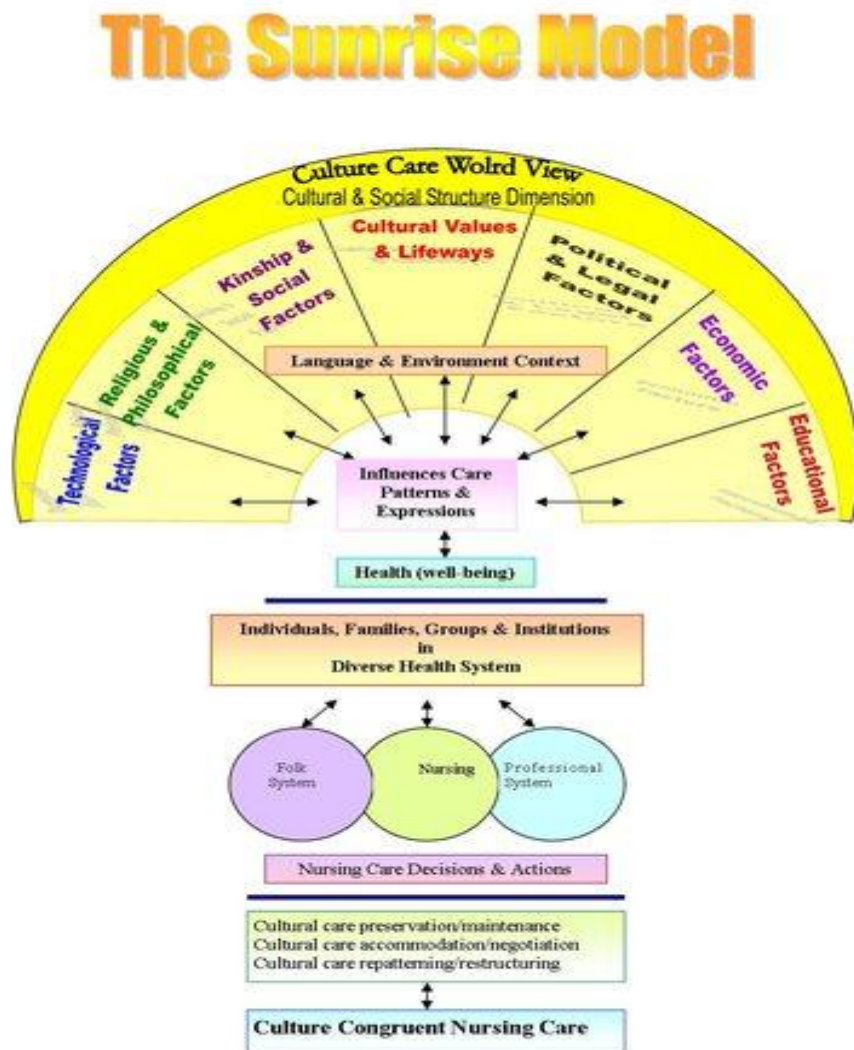 The Sunrise Model
Culture Care Wolrd View
Cultural & Social Structure Dimension
Cultural Values
& Lifeways
Kinship &
Social
Factors
Political
& Legal
Factors
Religious &
Philosophical
Factors
Economic
Factors
Technological
Factors
Educational
Factors
Language & Environment Context
Influences Care
Patterns &
Expressions
Health (well-being)
Individuals, Families, Groups & Institutions
in
Diverse Health System
Folk
System
Nursing
Professional
System
Nursing Care Decisions & Actions
Cultural care preservation/maintenance
Cultural care accommodation/negotiation
Cultural care repatterning/restructuring
Culture Congruent Nursing Care